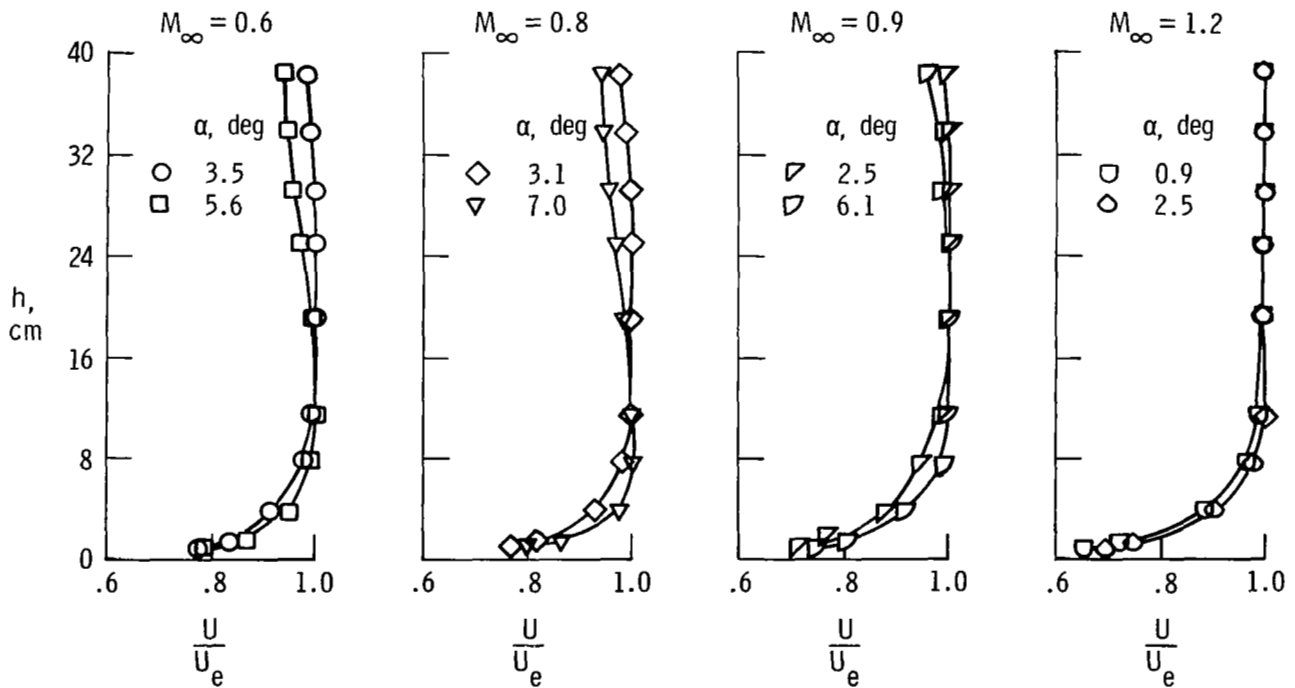 M∞ = 0.6 M∞ = 0.8 M∞ = 0.9 M∞ = 1.2
40
α, deg α, deg α, deg α, deg
32
3.5 3.1 2.5 0.9
5.6 7.0 6.1 2.5
24
h,
cm
16
8
0
.6 .8 1.0 .6 .8 1.0 .6 .8 1.0 .6 .8 1.0
U U U U
Ue Ue Ue Ue